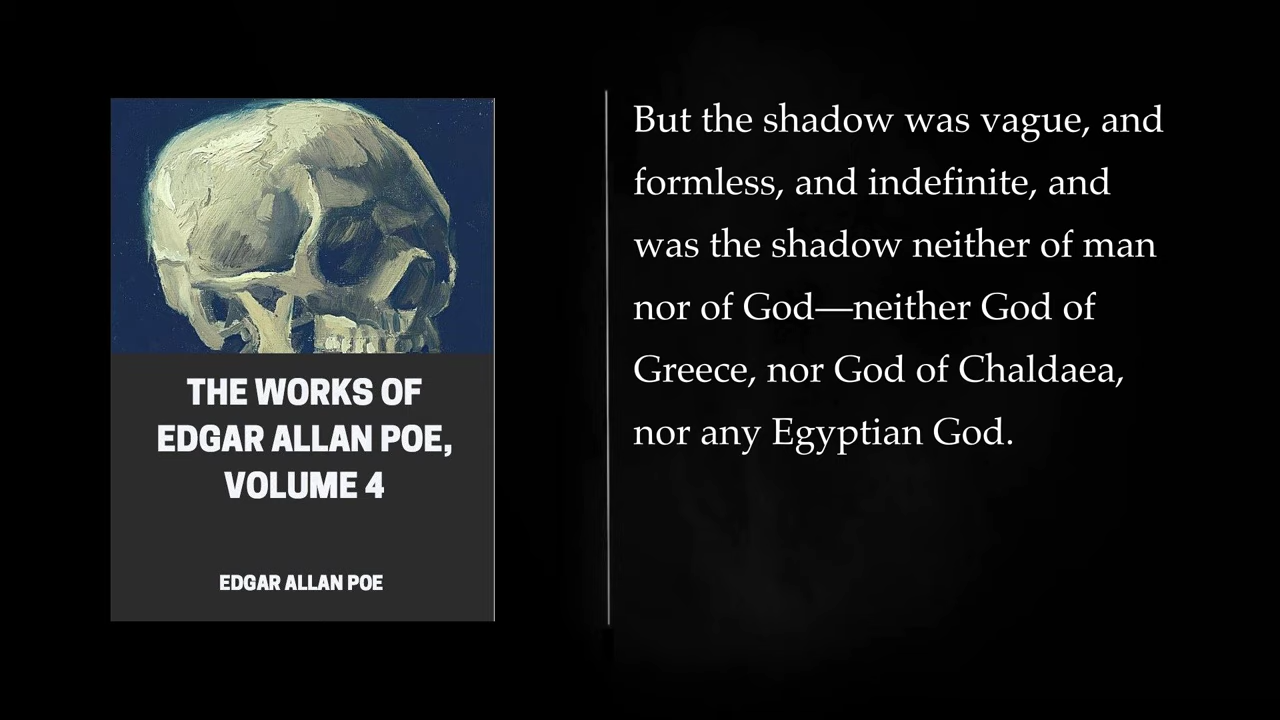 THE WORKS OF
EDGAR ALLAN POE,
VOLUME 4
EDGAR ALLAN POE
But the shadow was vague, and
formless, and indefinite, and
was the shadow neither of man
nor of God—neither God of
Greece, nor God of Chaldaea,
nor any Egyptian God.